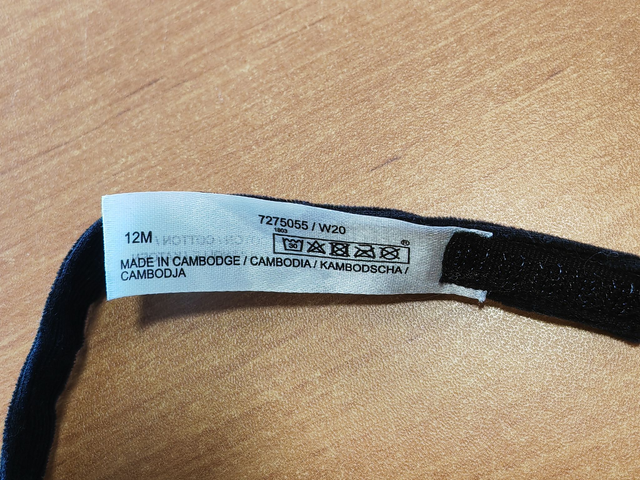 7275055 / W20
1803
12M
MADE IN CAMBODGE / CAMBODIA / KAMBODSCHA /
CAMBODJA